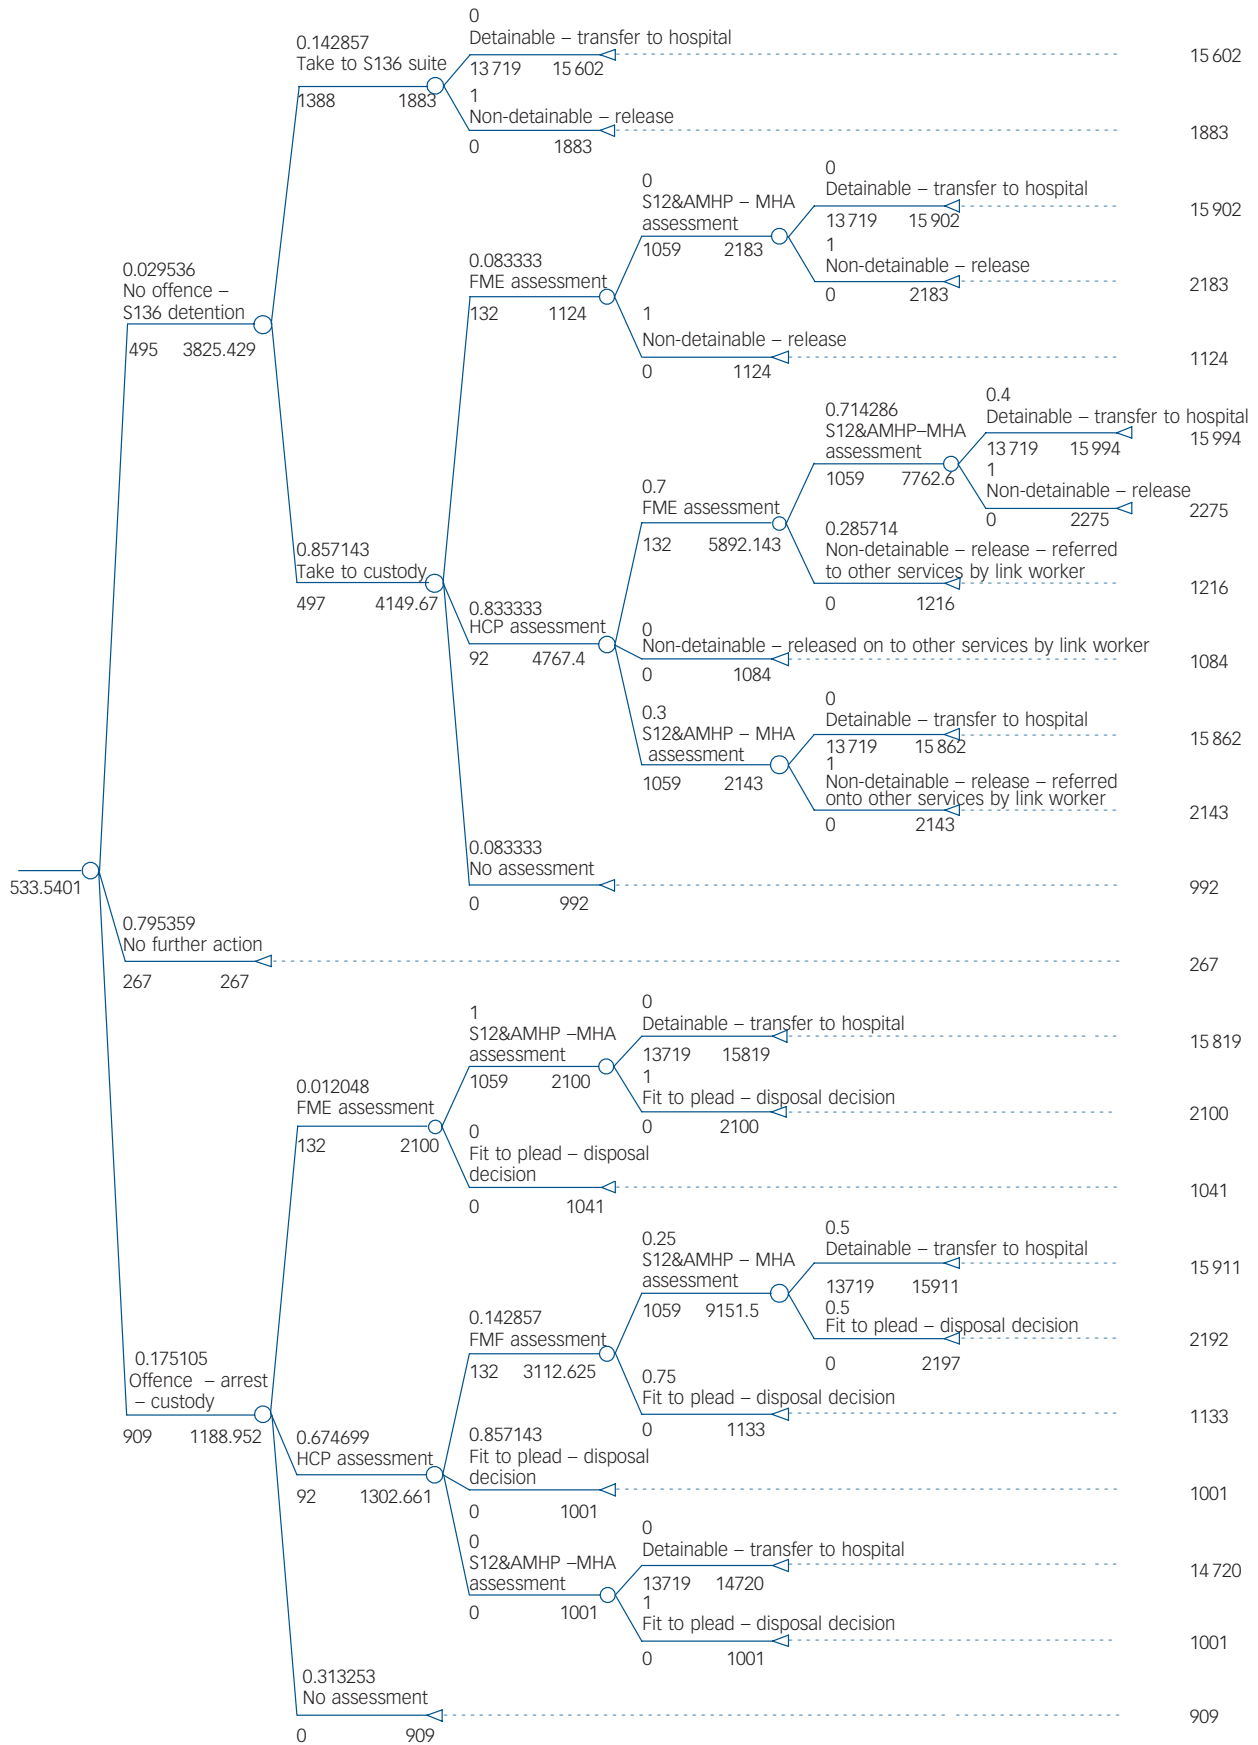 0
0.142857
Detainable – transfer to hospital
15 602
Take to S136 suite
13 719 15 602
1
1388 1883
Non-detainable – release
1883
0 1883
0
0
Detainable – transfer to hospital
S12&AMHP – MHA
assessment
13 719 15 902
15 902
1059 2183
1
0.029536
0.083333
Non-detainable – release
No offence –
FME assessment
2183
S136 detention
132 1124
0 2183
1
Non-detainable – release
495 3825.429
1124
0 1124
0.4
0.714286
Detainable – transfer to hospital
S12&AMHP–MHA
15 994
assessment
13 719 15 994
1059 7762.6
1
0.7
Non-detainable – release
FME assessment
2275
0 2275
0.285714
132 5892.143
Non-detainable – release – referred
0.857143
to other services by link worker
Take to custody
1216
497 4149.67
0 1216
0.833333
HCP assessment
0
Non-detainable – released on to other services by link worker
92 4767.4
1084
0 1084
0
0.3
Detainable – transfer to hospital
S12&AMHP – MHA
15 862
assessment
13 719 15 862
1
1059 2143
Non-detainable – release – referred
onto other services by link worker
2143
0 2143
0.083333
No assessment
533.5401
992
0 992
0.795359
No further action
267
267 267
0
1
Detainable – transfer to hospital
S12&AMHP –MHA
15 819
assessment
13719 15819
1059 2100
1
0.012048
Fit to plead – disposal decision
FME assessment
2100
0 2100
0
132 2100
Fit to plead – disposal
decision
1041
0 1041
0.5
0.25
Detainable – transfer to hospital
S12&AMHP – MHA
15 911
assessment
13719 15911
1059 9151.5
0.5
0.142857
Fit to plead – disposal decision
FMF assessment
2192
0.175105
0 2197
132 3112.625
0.75
Offence – arrest
Fit to plead – disposal decision
– custody
1133
0 1133
909 1188.952
0.674699
0.857143
HCP assessment
Fit to plead – disposal
decision
1001
92 1302.661
0 1001
0
0
Detainable – transfer to hospital
S12&AMHP –MHA
14 720
assessment
13719 14720
1
0 1001
Fit to plead – disposal decision
1001
0 1001
0.313253
No assessment
909
0 909